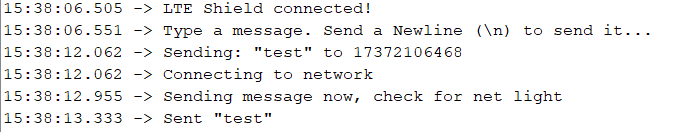 15:38:06.505 -> LTE Shield connected!
15:38:06.551 -> Type a message. Send a Newline (\n) to send it...
15:38:12.062 -> Sending: "test" to 17372106468
15:38:12.062 -> Connecting to network
15:38:12.955 -> Sending message now, check for net light
15:38:13.333 -> Sent "test"